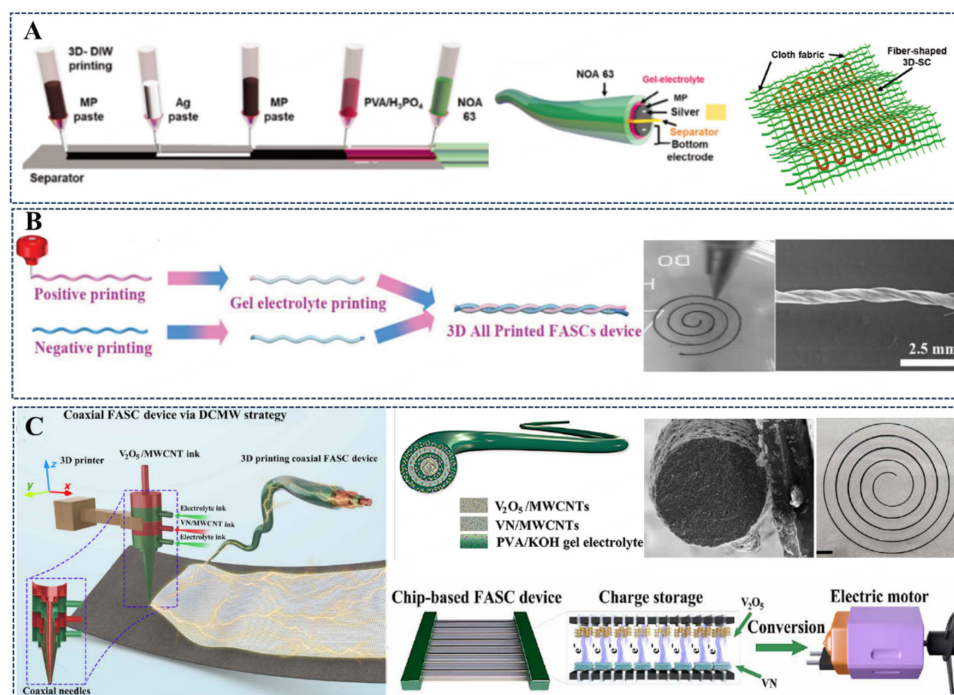 A
3D- DIW
printing
MP
paste
Ag
paste
MP
paste
PVA/H₃PO₄
NOA
63
Separator
NOA 63
Gel-electrolyte
MP
Silver
Separator
Bottom
electrode
Cloth fabric
Fiber-shaped
3D-SC
B
Positive printing
Negative printing
Gel electrolyte printing
3D All Printed FASCs device
2.5 mm
C
Coaxial FASC device via DCMW strategy
V₂O₅/MWCNT ink
3D printer
z
y
x
Electrolyte ink
VN/MWCNT ink
Electrolyte ink
Coaxial needles
3D printing coaxial FASC device
V₂O₅/MWCNTs
VN/MWCNTs
PVA/KOH gel electrolyte
Chip-based FASC device
Charge storage
V₂O₅
VN
Conversion
Electric motor